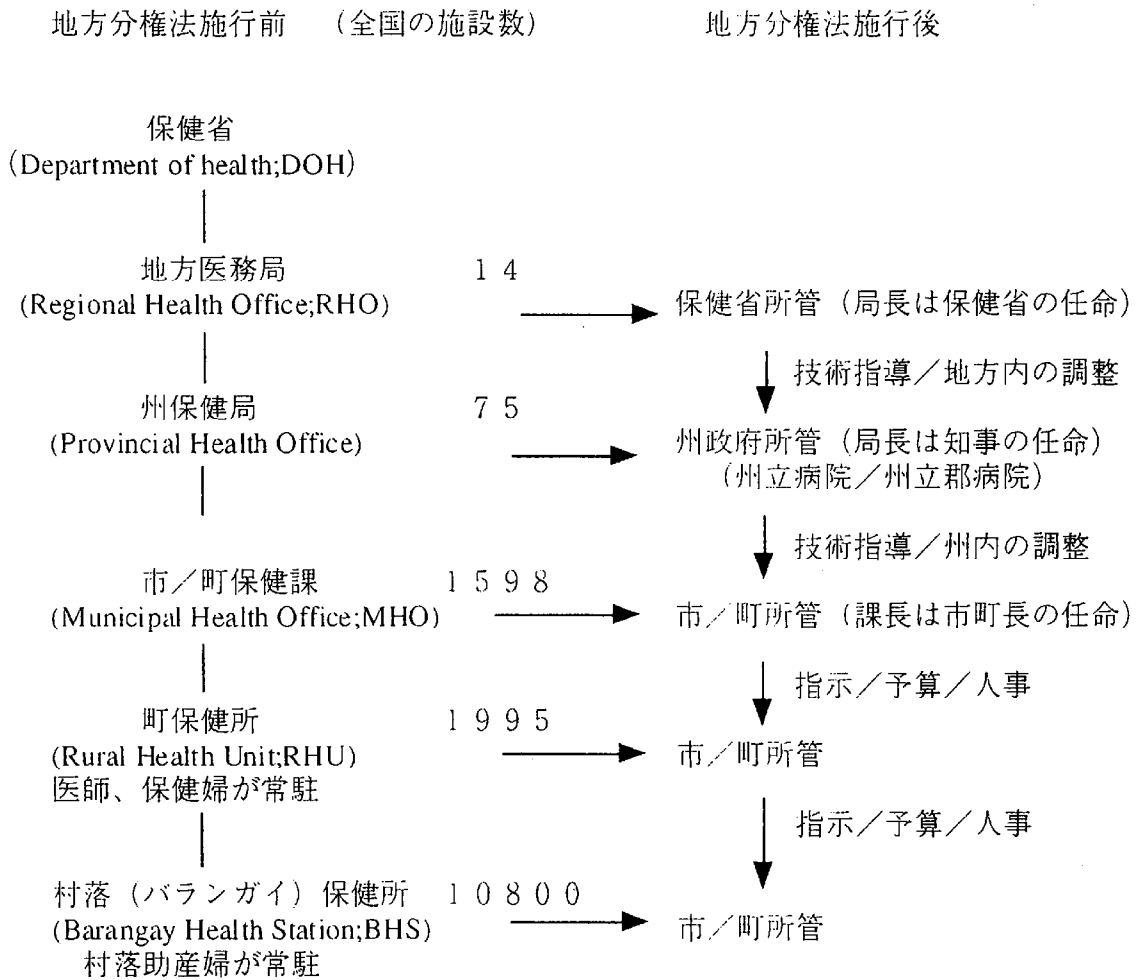 地方分権法施行前　（全国の施設数）　地方分権法施行後
保健省
(Department of health;DOH)
地方医務局　１４
(Regional Health Office;RHO)　保健省所管（局長は保健省の任命）
技術指導／地方内の調整
州保健局　７５
(Provincial Health Office)　州政府所管（局長は知事の任命）
（州立病院／州立郡病院）
技術指導／州内の調整
市／町保健課　１５９８
(Municipal Health Office;MHO)　市／町所管（課長は市町長の任命）
指示／予算／人事
町保健所　１９９５
(Rural Health Unit;RHU)　市／町所管
医師、保健婦が常駐
指示／予算／人事
村落（バランガイ）保健所　１０８００
(Barangay Health Station;BHS)　市／町所管
村落助産婦が常駐